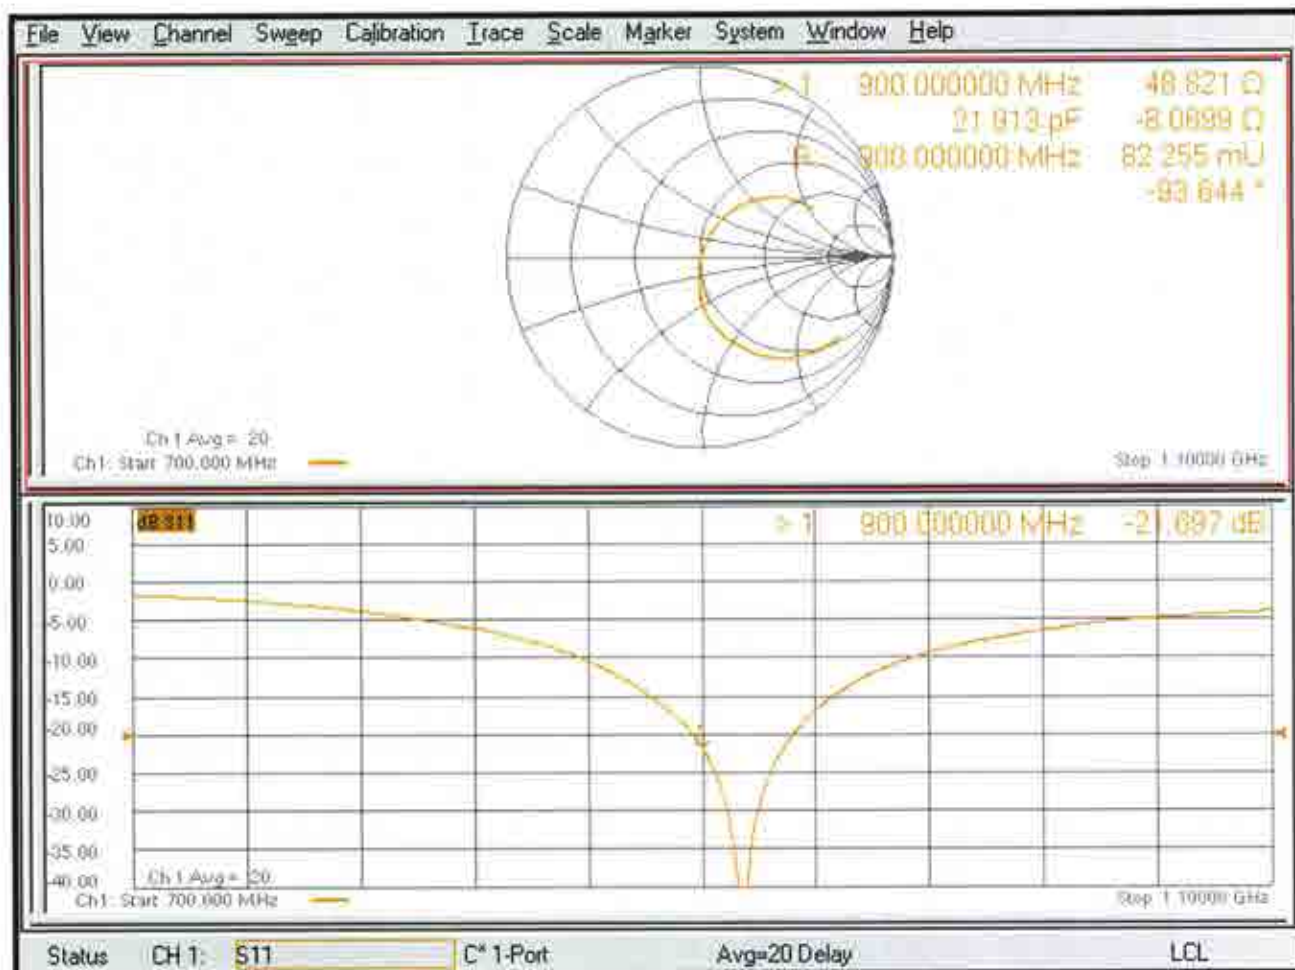 File View Channel Sweep Calibration Trace Scale Marker System Window Help
> 1 900.000000 MHz 48.821 Ω
21.913 pF -8.0699 Ω
900.000000 MHz 82.255 mU
-93.644 °
Ch 1 Avg = 20
Ch1: Start 700.000 MHz
Stop 1.10000 GHz
10.00
dB S11
> 1 900.000000 MHz -21.697 dB
5.00
0.00
-5.00
-10.00
-15.00
-20.00
-25.00
-30.00
-35.00
-40.00
Ch 1 Avg = 20
Ch1: Start 700.000 MHz
Stop 1.10000 GHz
Status CH 1: S11 C* 1-Port Avg=20 Delay LCL